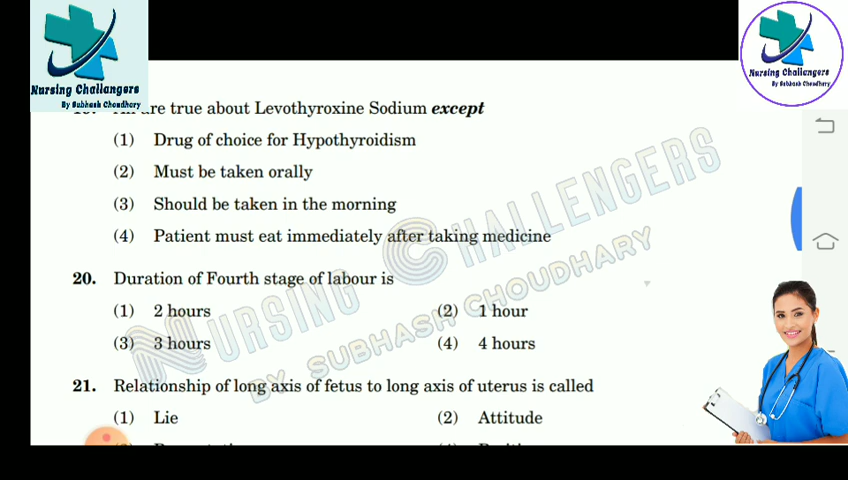 Nursing Challangers
By Subhash Choudhary
Nursing Challengers
By Subhash Choudhary
are true about Levothyroxine Sodium except
(1) Drug of choice for Hypothyroidism
(2) Must be taken orally
(3) Should be taken in the morning
(4) Patient must eat immediately after taking medicine
20. Duration of Fourth stage of labour is
(1) 2 hours (2) 1 hour
(3) 3 hours (4) 4 hours
21. Relationship of long axis of fetus to long axis of uterus is called
(1) Lie (2) Attitude
NURSING CHALLENGERS
BY SUBHASH CHOUDHARY